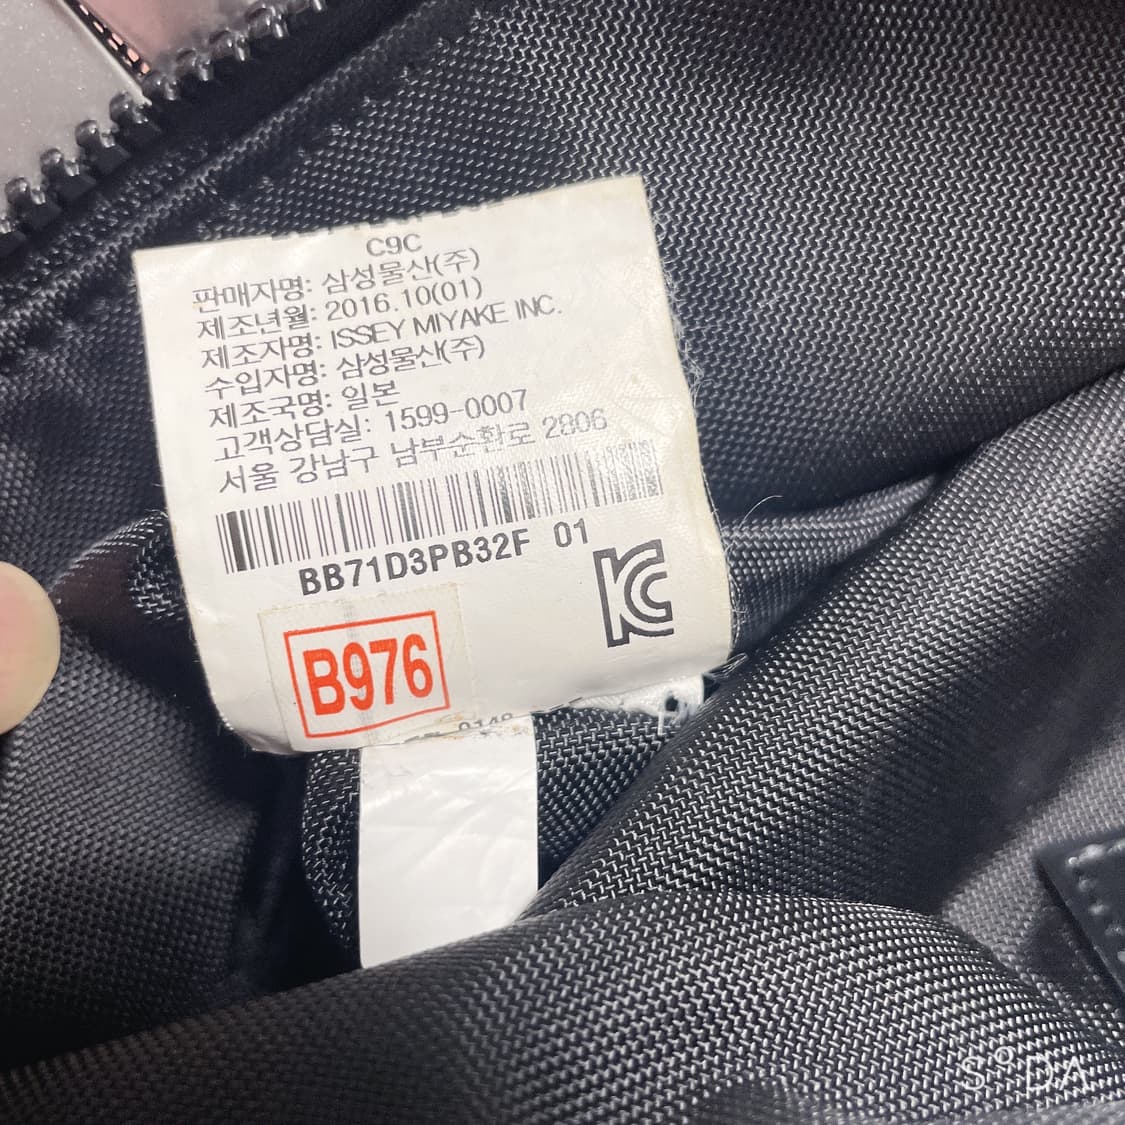 C9C
판매자명: 삼성물산(주)
제조년월: 2016.10(01)
제조자명: ISSEY MIYAKE INC.
수입자명: 삼성물산(주)
제조국명: 일본
고객상담실: 1599-0007
서울 강남구 남부순환로 2806
BB71D3PB32F 01
KC
B976
S°DA